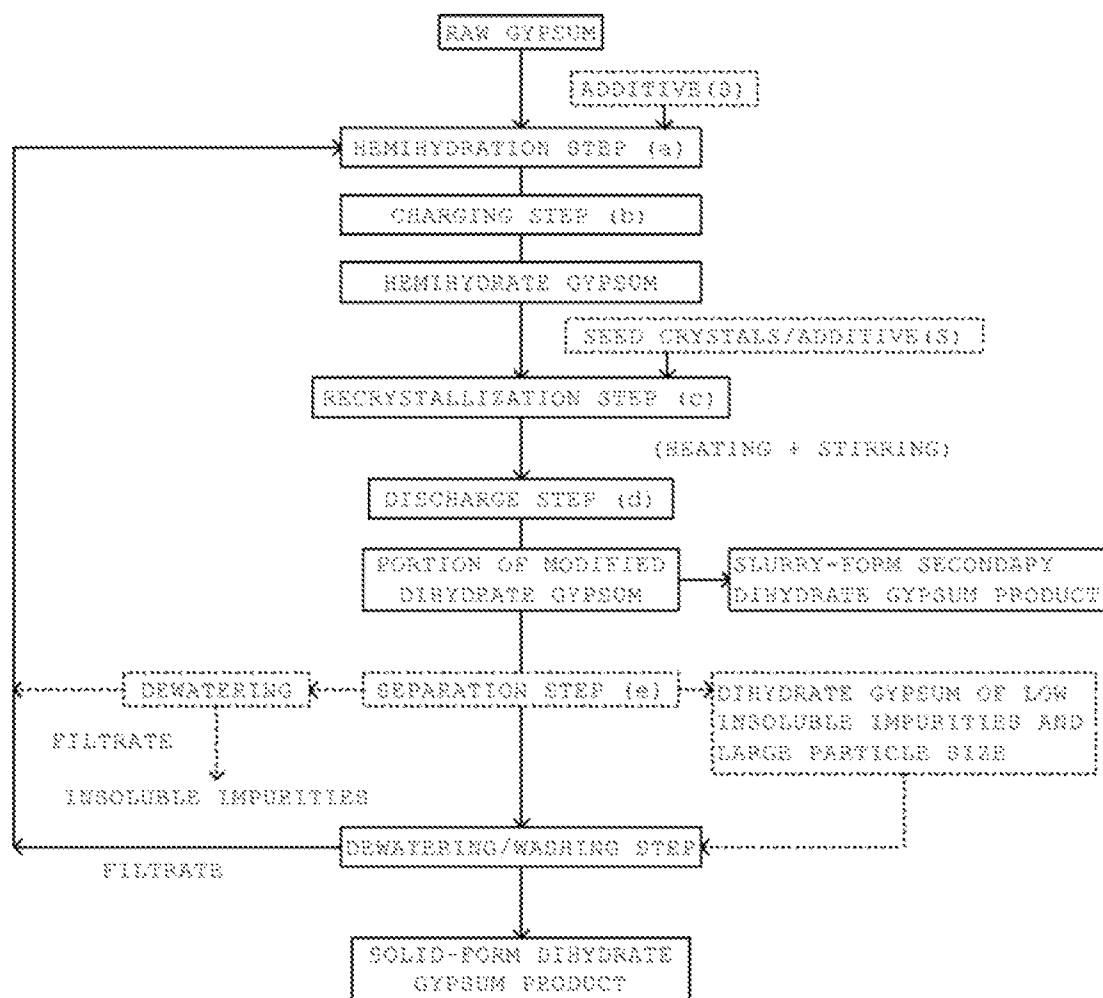 RAW GYPSUM
ADDITIVE(S)
HEMIHYDRATION STEP (a)
CHARGING STEP (b)
HEMIHYDRATE GYPSUM
SEED CRYSTALS/ADDITIVE(S)
RECRYSTALLIZATION STEP (c)
(HEATING + STIRRING)
DISCHARGE STEP (d)
PORTION OF MODIFIED
DIHYDRATE GYPSUM
SLURRY-FORM SECONDAPY
DIHYDRATE GYPSUM PRODUCT
DEWATERING
SEPARATION STEP (e)
DIHYDRATE GYPSUM OF LOW
INSOLUBLE IMPURITIES AND
LARGE PARTICLE SIZE
FILTRATE
INSOLUBLE IMPURITIES
DEWATERING/WASHING STEP
FILTRATE
SOLID-FORM DIHYDRATE
GYPSUM PRODUCT